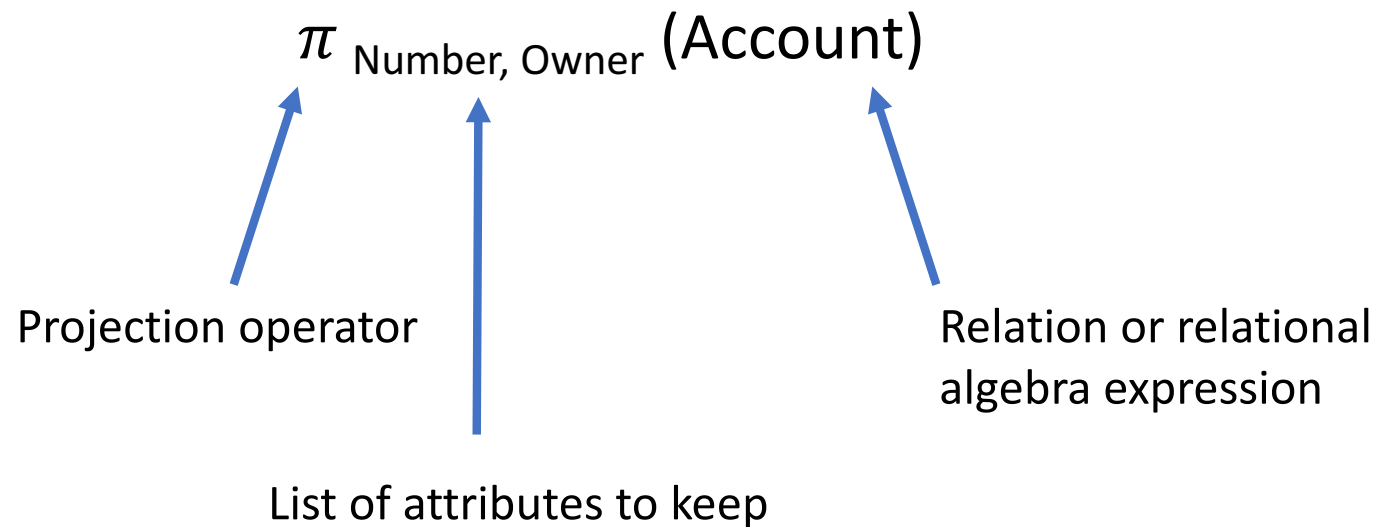 π Number, Owner (Account)
Projection operator
Relation or relational
algebra expression
List of attributes to keep